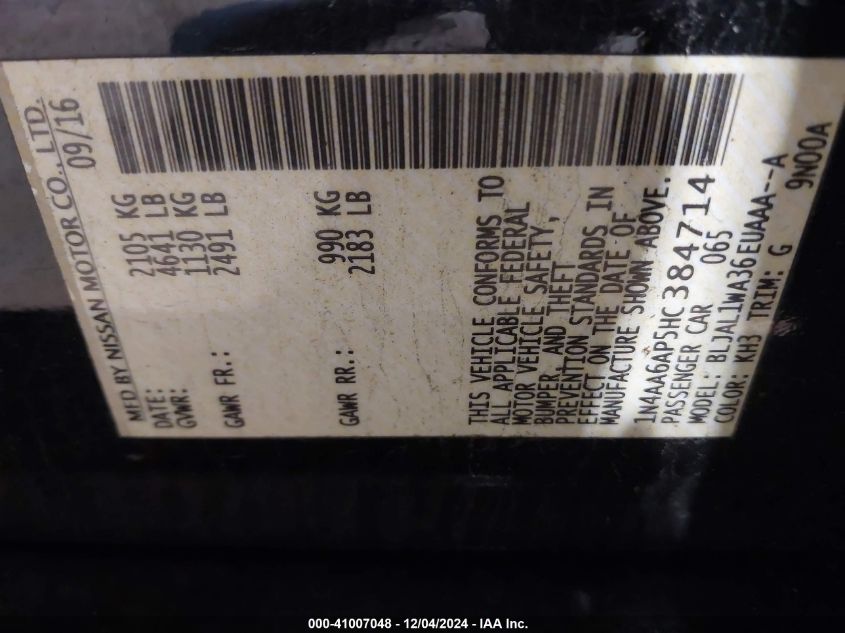 MFD BY NISSAN MOTOR CO., LTD.
DATE: 09/16
GVWR: 2105 KG
4641 LB
GAWR FR.: 1130 KG
2491 LB
GAWR RR.: 990 KG
2183 LB
THIS VEHICLE CONFORMS TO
ALL APPLICABLE FEDERAL
MOTOR VEHICLE SAFETY,
BUMPER, AND THEFT
PREVENTION STANDARDS IN
EFFECT ON THE DATE OF
MANUFACTURE SHOWN ABOVE.
1N4AA6AP5HC384714
PASSENGER CAR 065
MODEL: BLJAL1WA36EUAAA--A
COLOR: KH3 TRIM: G 9N00A
000-41007048 - 12/04/2024 - IAA Inc.